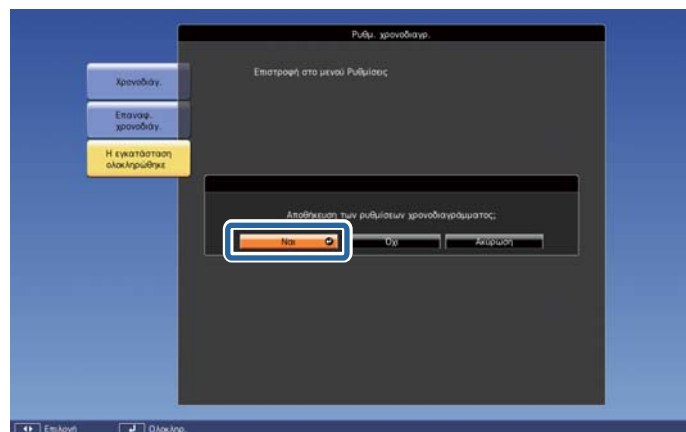 Ρυθμ. χρονοδιαγρ.
Επιστροφή στο μενού Ρυθμίσεις
Χρονοδιάγ.
Επαναφ.
χρονοδιάγ.
Η εγκατάσταση
ολοκληρώθηκε
Αποθήκευση των ρυθμίσεων χρονοδιαγράμματος;
Ναι
Όχι
Ακύρωση
Επιλογή
Ολοκληρ.